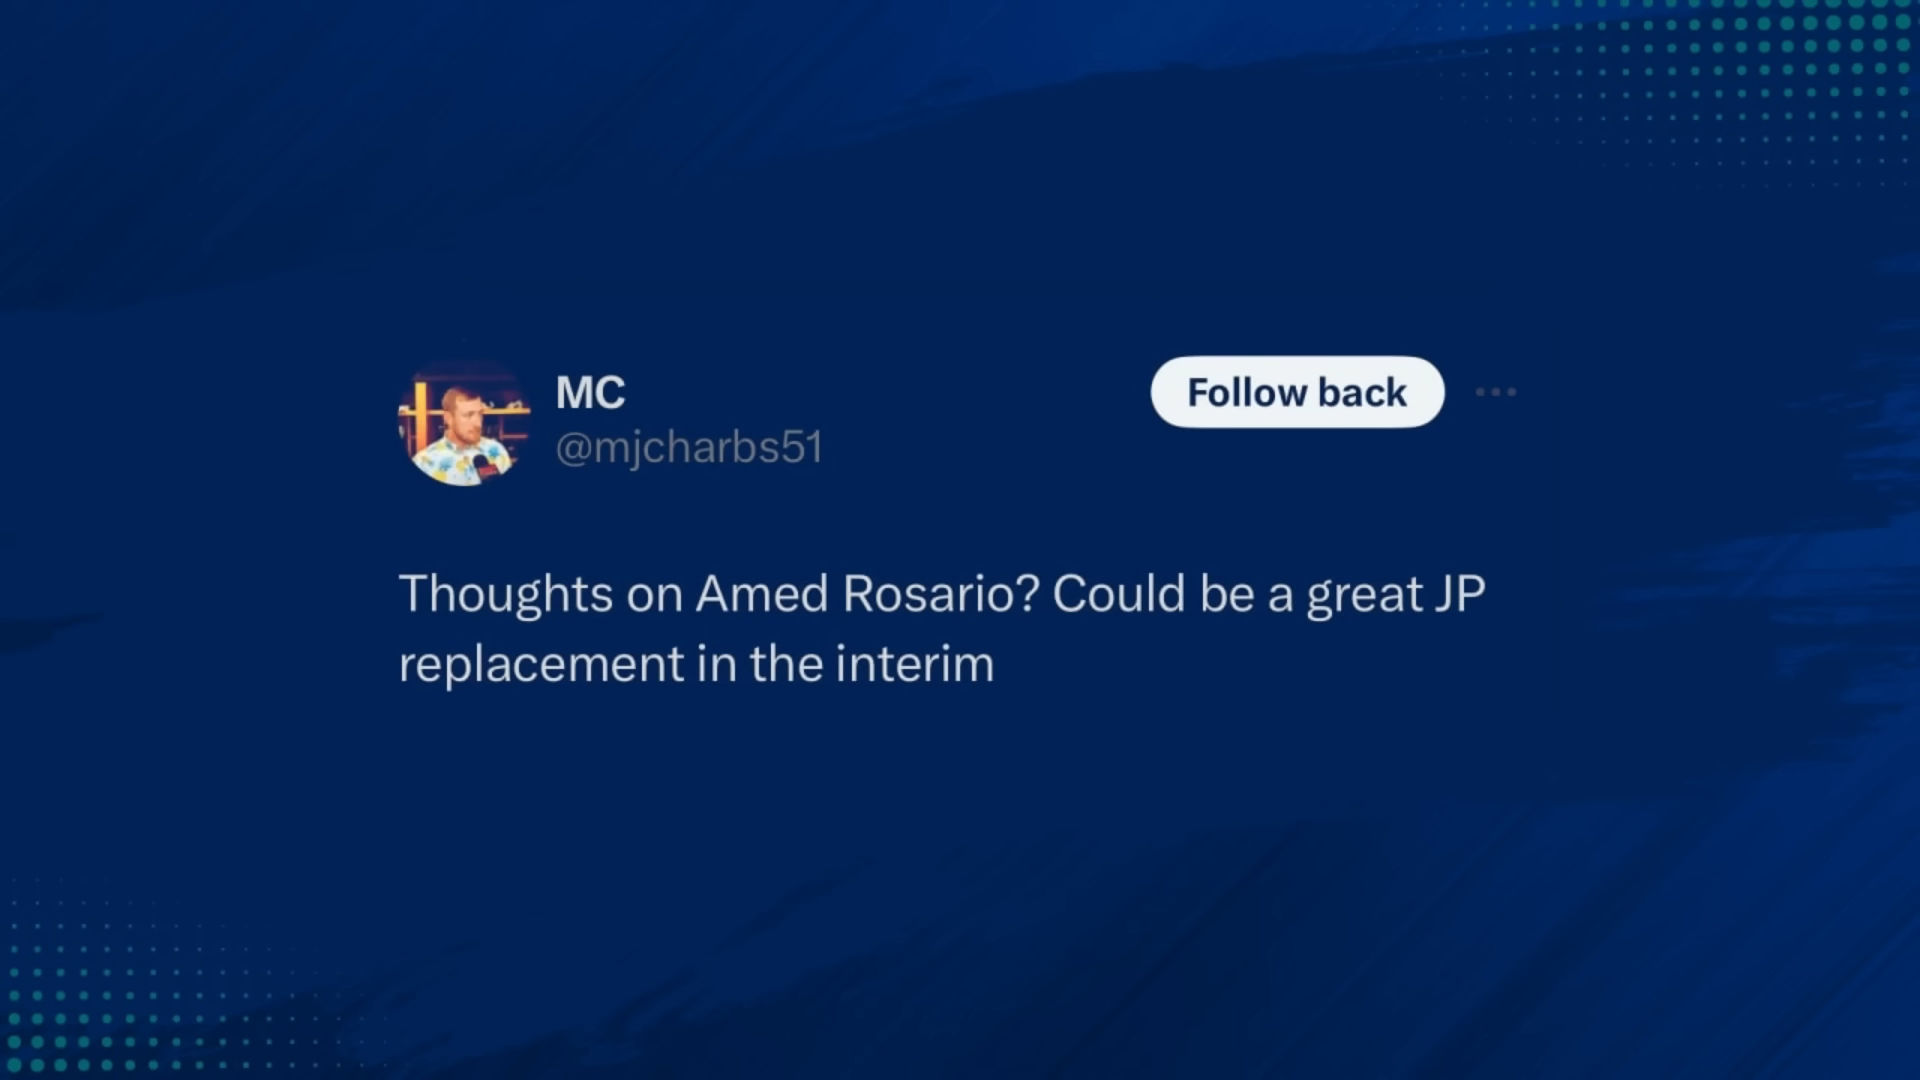 MC
@mjcharbs51
Follow back
Thoughts on Amed Rosario? Could be a great JP
replacement in the interim